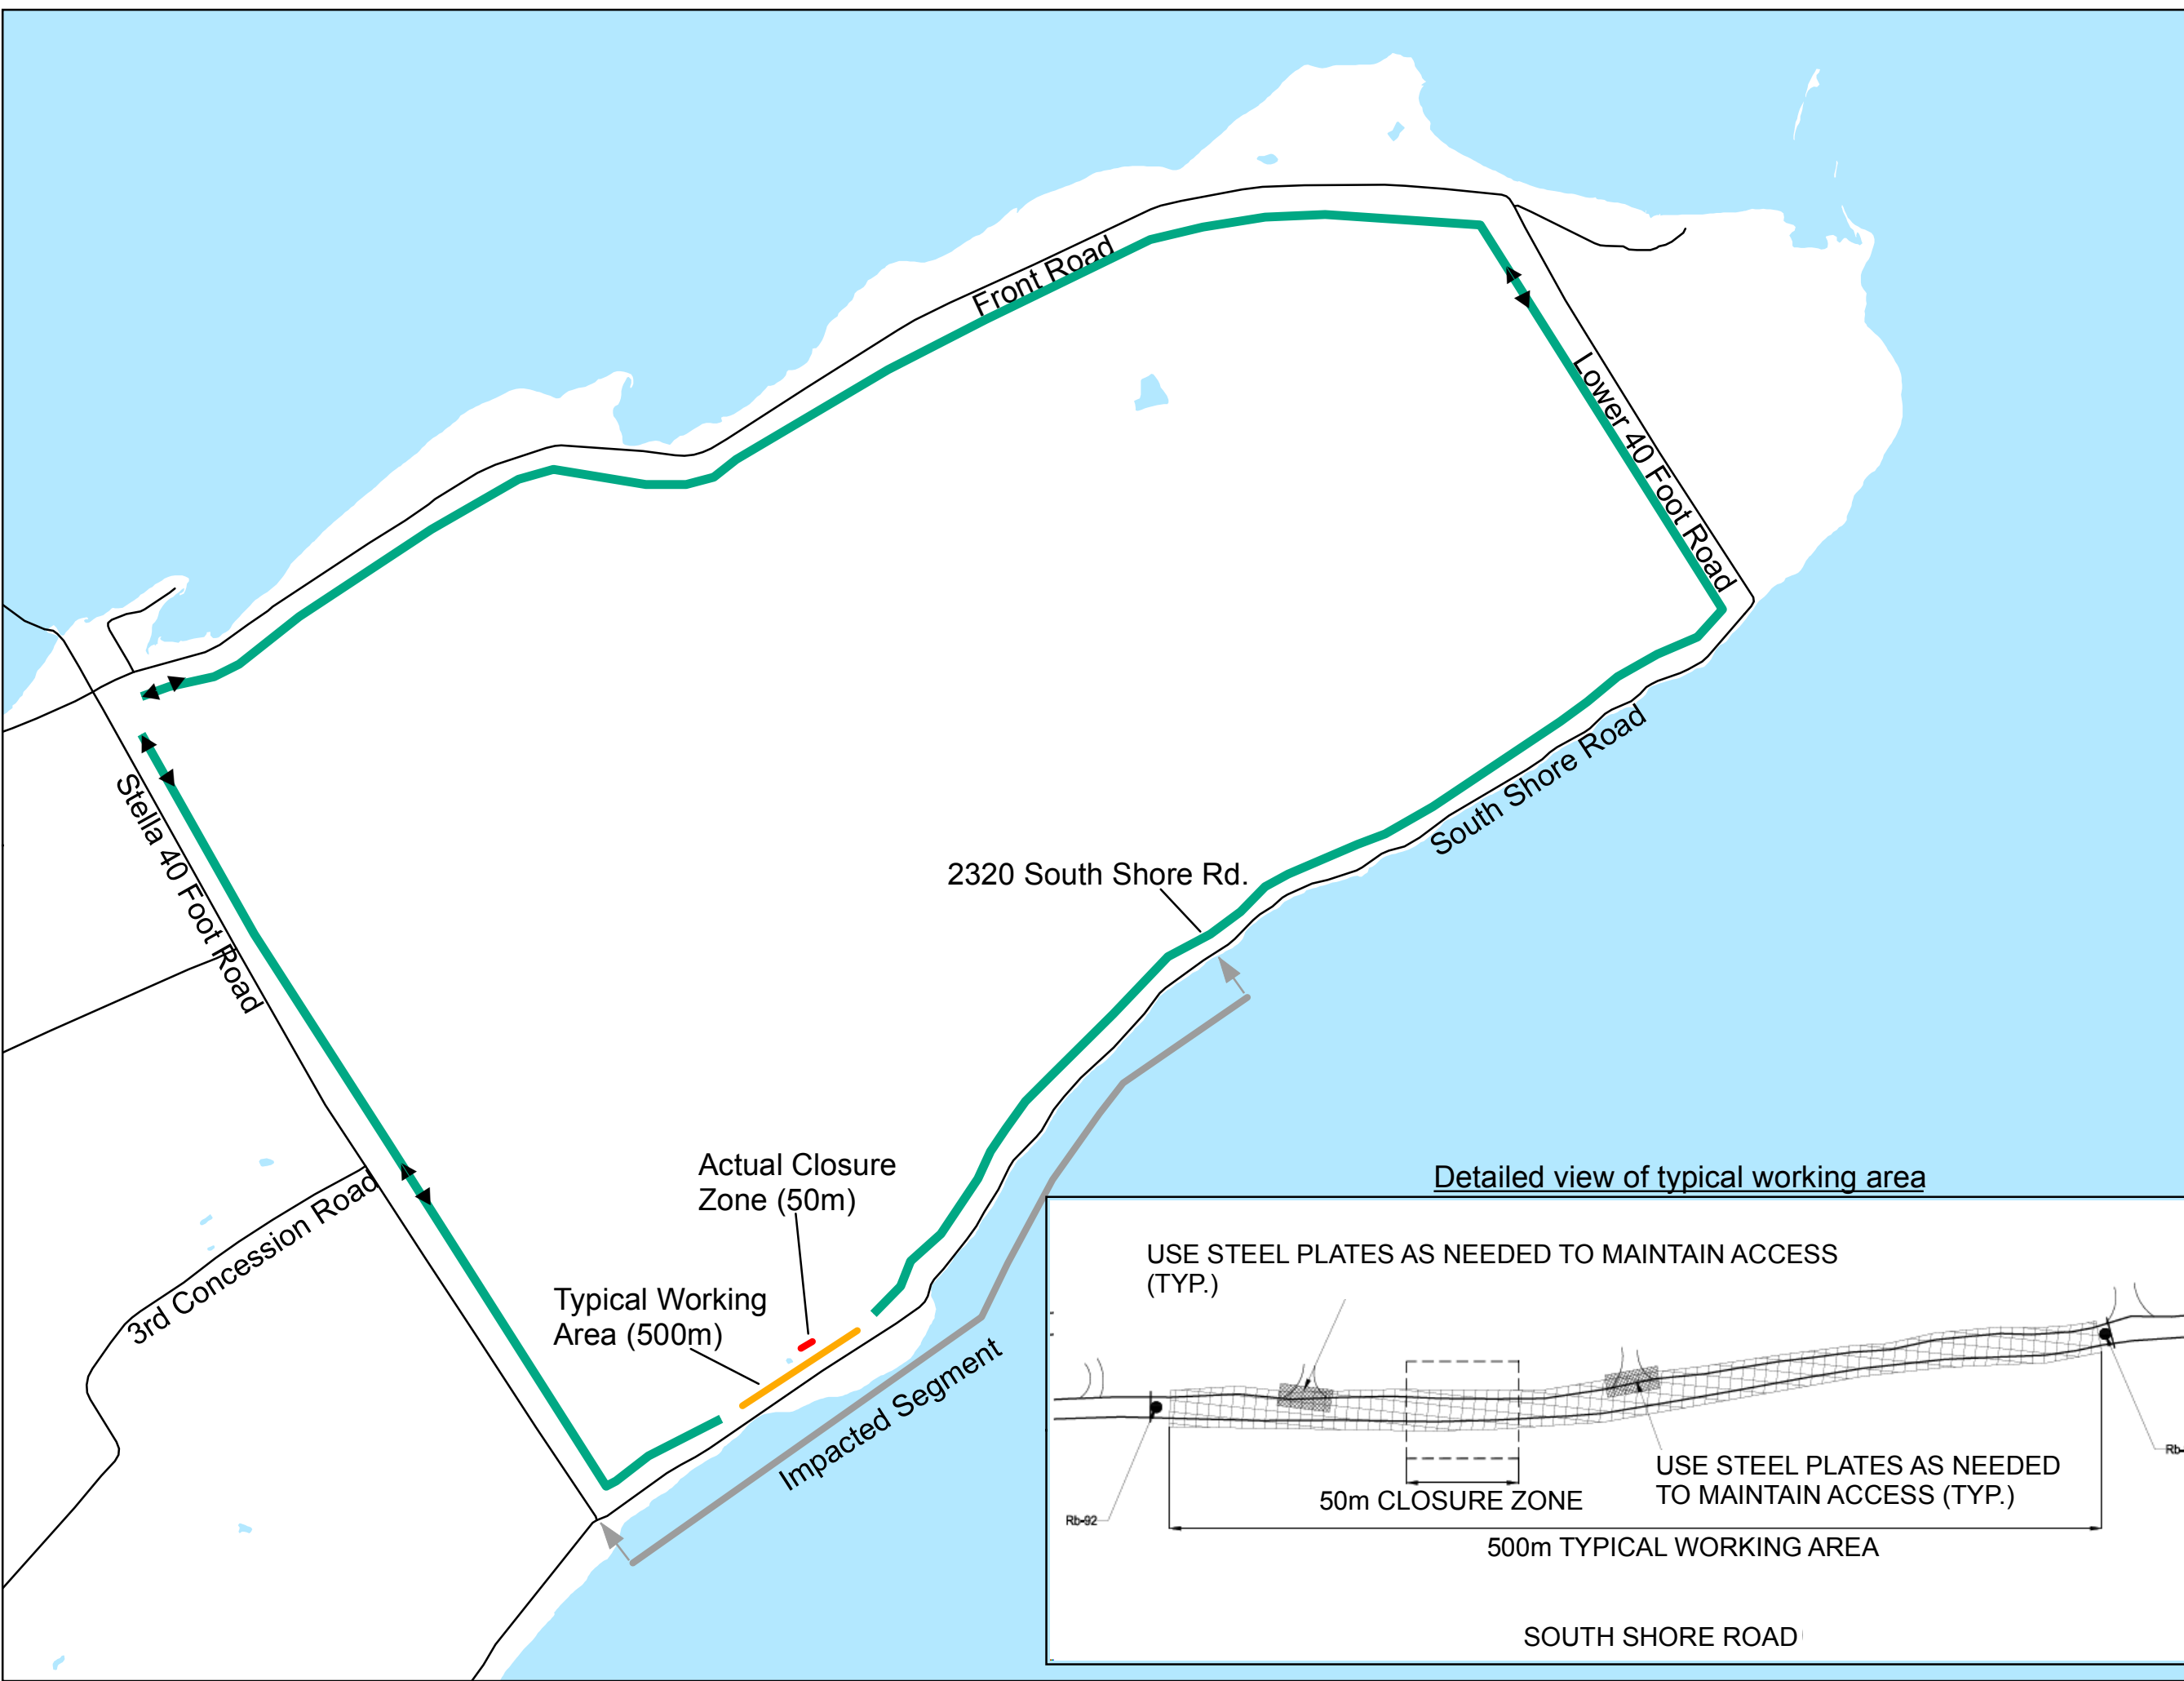 Front Road
Lower 40 Foot Road
South Shore Road
Stella 40 Foot Road
2320 South Shore Rd.
Actual Closure
Zone (50m)
3rd Concession Road
Typical Working
Area (500m)
Impacted Segment
Detailed view of typical working area
USE STEEL PLATES AS NEEDED TO MAINTAIN ACCESS
(TYP.)
USE STEEL PLATES AS NEEDED
TO MAINTAIN ACCESS (TYP.)
Rb-
50m CLOSURE ZONE
Rb-92
500m TYPICAL WORKING AREA
SOUTH SHORE ROAD